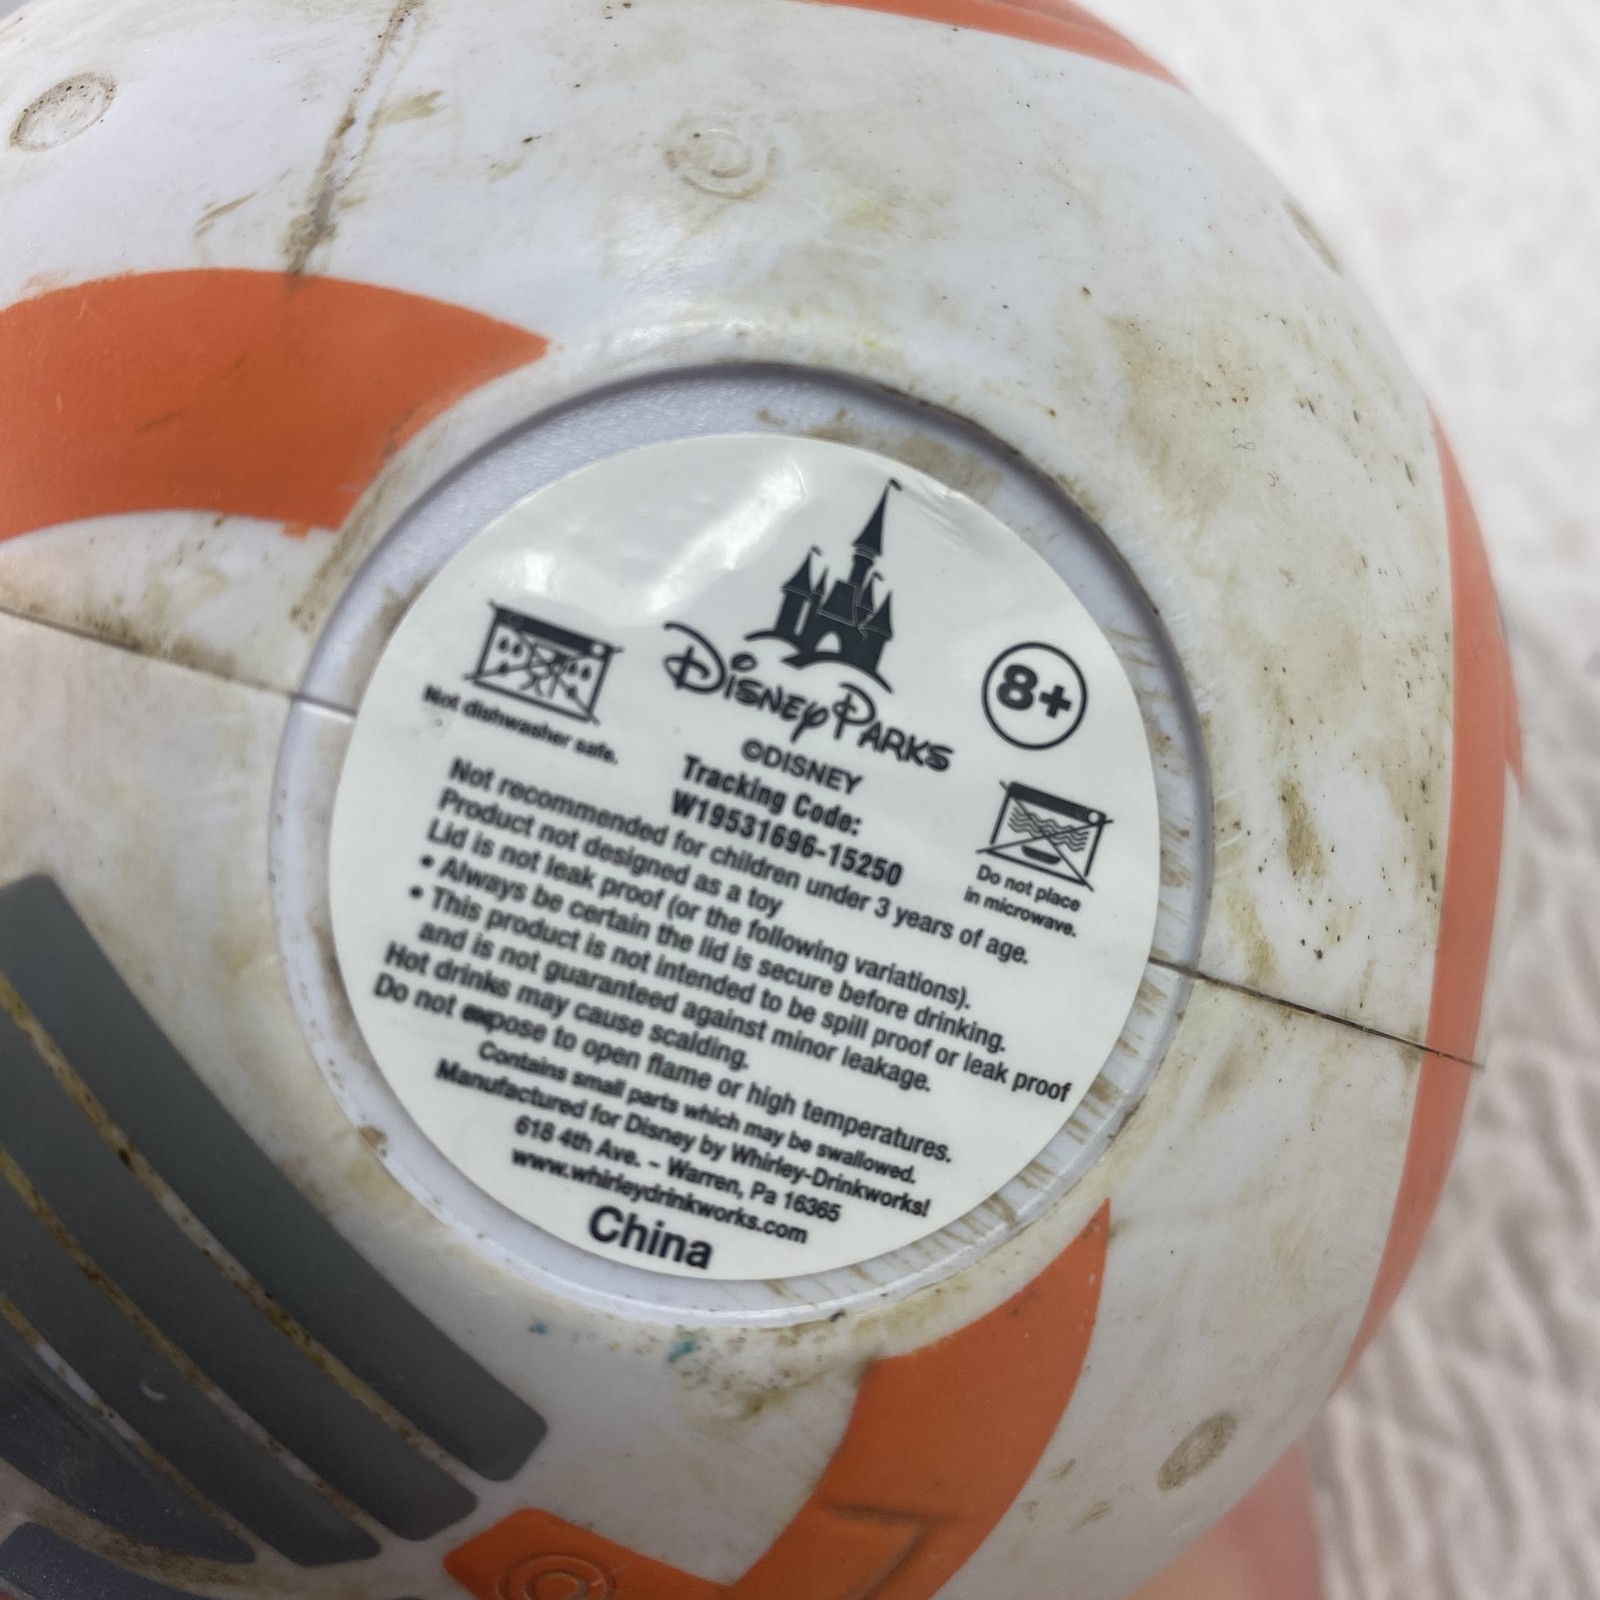 Disney Parks
8+
©DISNEY
Not dishwasher safe.
Tracking Code:
W19531696-15250
Do not place
in microwave.
Not recommended for children under 3 years of age.
Product not designed as a toy
Lid is not leak proof (or the following variations).
• Always be certain the lid is secure before drinking.
• This product is not intended to be spill proof or leak proof
and is not guaranteed against minor leakage.
Hot drinks may cause scalding.
Do not expose to open flame or high temperatures.
Contains small parts which may be swallowed.
Manufactured for Disney by Whirley-Drinkworks!
618 4th Ave. – Warren, Pa 16365
www.whirleydrinkworks.com
China